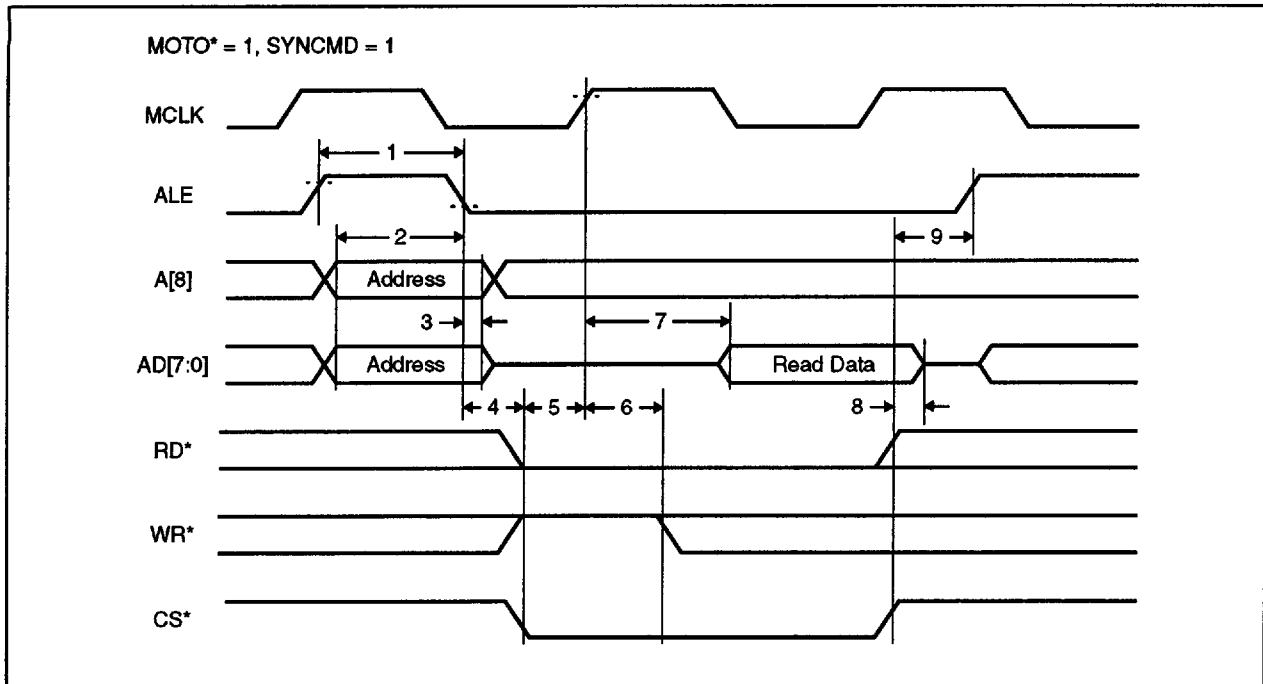 MOTO* = 1, SYNCMD = 1
MCLK
1
ALE
2
9
A[8]
Address
3
7
AD[7:0]
Address
Read Data
4
5
6
8
RD*
WR*
CS*